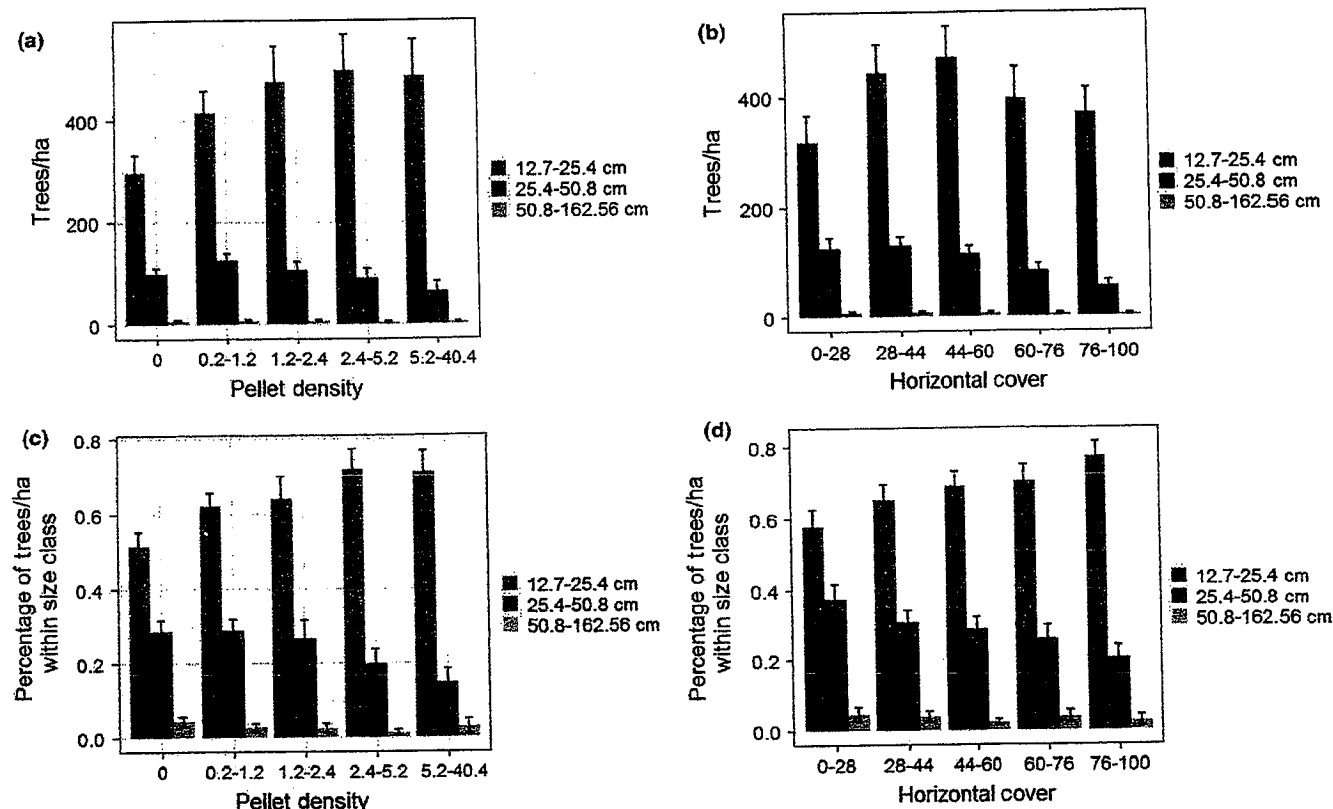 (a)
Trees/ha
400
200
0
0 0.2-1.2 1.2-2.4 2.4-5.2 5.2-40.4
Pellet density
12.7-25.4 cm
25.4-50.8 cm
50.8-162.56 cm
(b)
Trees/ha
400
200
0
0-28 28-44 44-60 60-76 76-100
Horizontal cover
12.7-25.4 cm
25.4-50.8 cm
50.8-162.56 cm
(c)
Percentage of trees/ha
within size class
0.8
0.6
0.4
0.2
0.0
0 0.2-1.2 1.2-2.4 2.4-5.2 5.2-40.4
Pellet density
12.7-25.4 cm
25.4-50.8 cm
50.8-162.56 cm
(d)
Percentage of trees/ha
within size class
0.8
0.6
0.4
0.2
0.0
0-28 28-44 44-60 60-76 76-100
Horizontal cover
12.7-25.4 cm
25.4-50.8 cm
50.8-162.56 cm